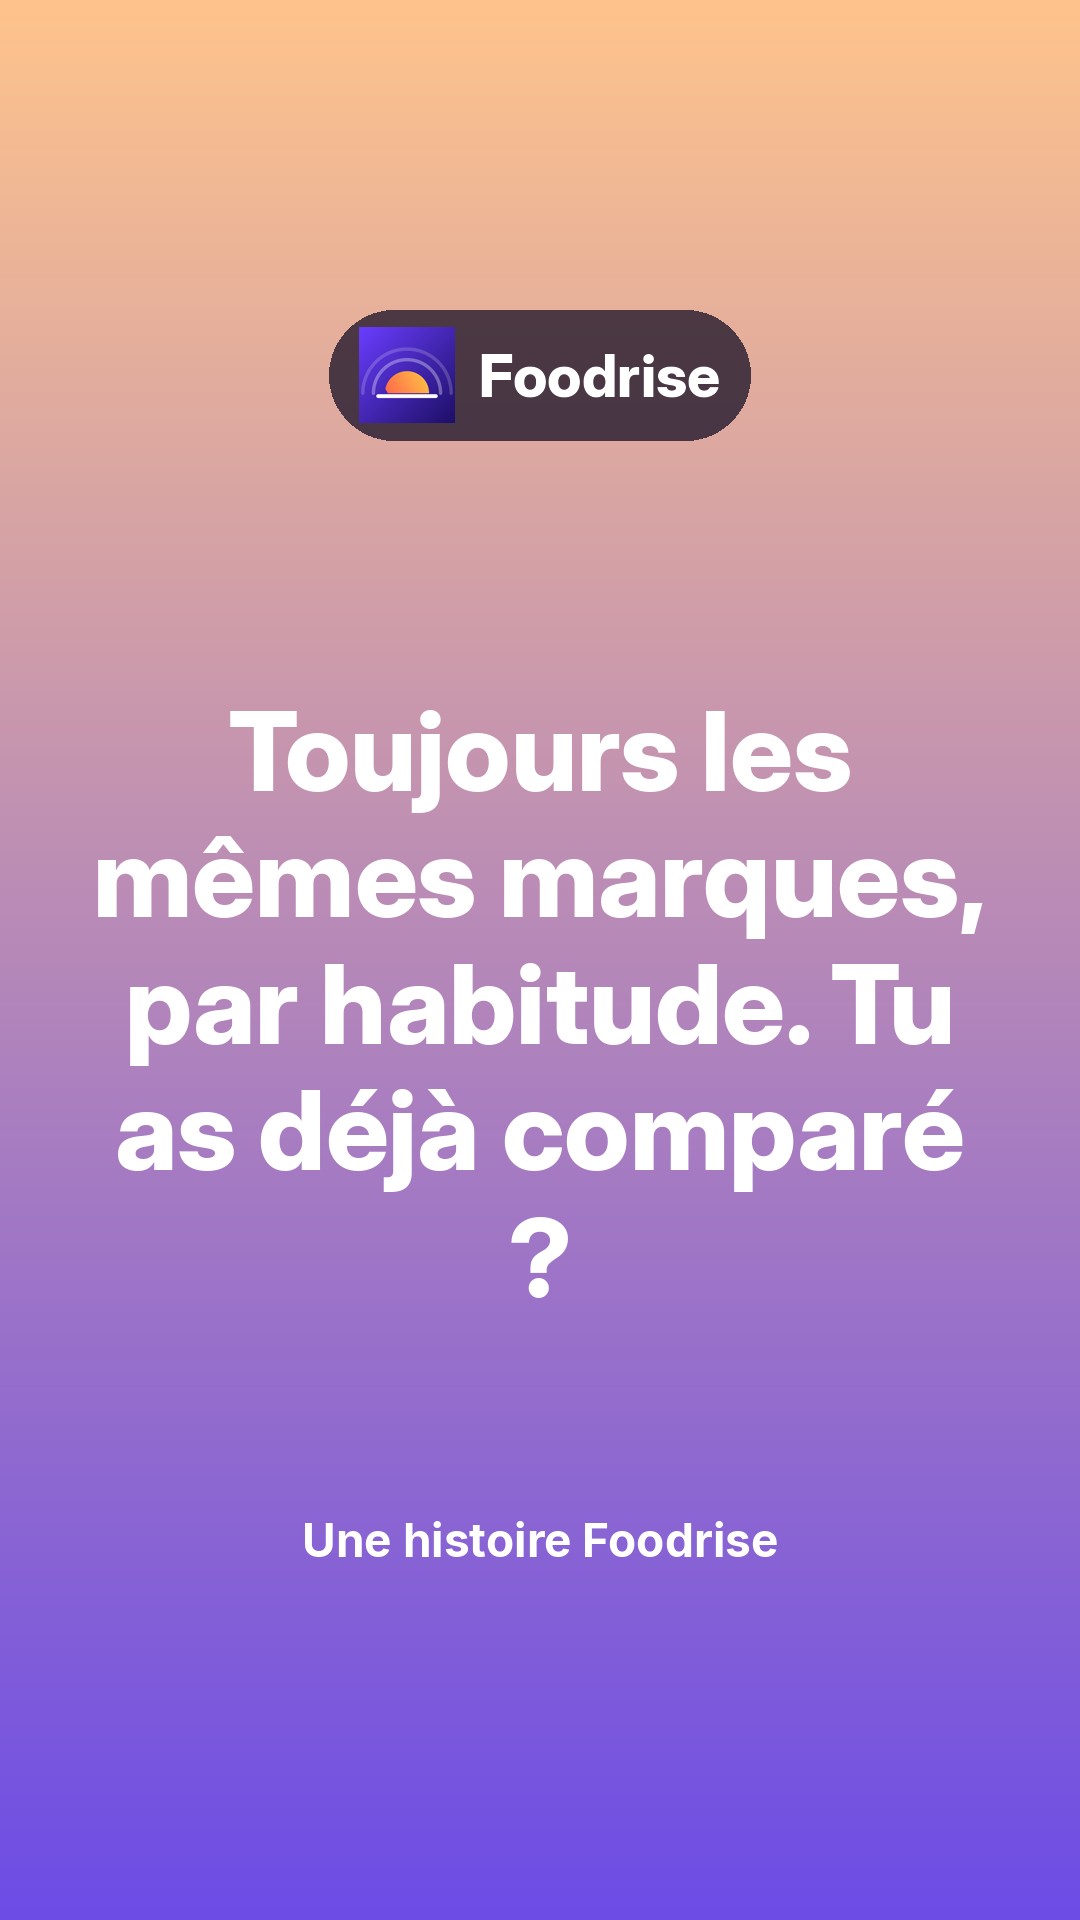 Foodrise
Toujours les
mêmes marques,
par habitude. Tu
as déjà comparé
?
Une histoire Foodrise